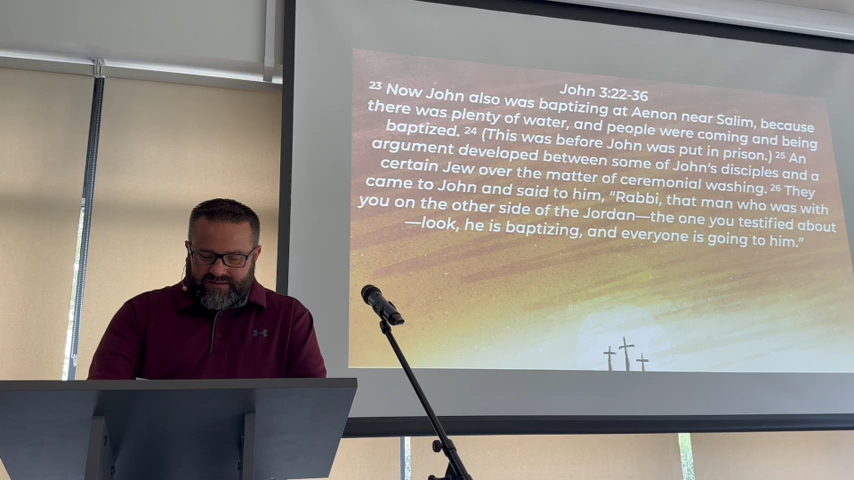 John 3:22-36
23 Now John also was baptizing at Aenon near Salim, because
there was plenty of water, and people were coming and being
baptized. 24 (This was before John was put in prison.) 25 An
argument developed between some of John's disciples and a
certain Jew over the matter of ceremonial washing. 26 They
came to John and said to him, “Rabbi, that man who was with
you on the other side of the Jordan—the one you testified about
—look, he is baptizing, and everyone is going to him.”